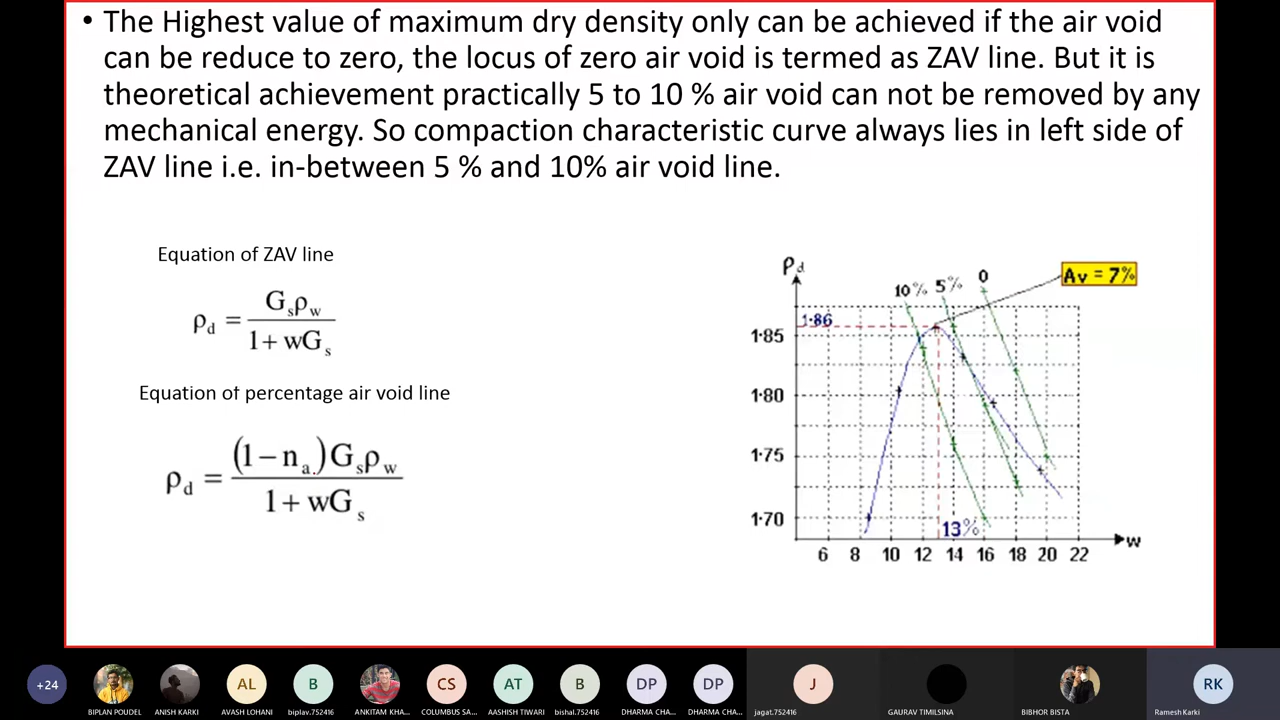 • The Highest value of maximum dry density only can be achieved if the air void
can be reduce to zero, the locus of zero air void is termed as ZAV line. But it is
theoretical achievement practically 5 to 10 % air void can not be removed by any
mechanical energy. So compaction characteristic curve always lies in left side of
ZAV line i.e. in-between 5 % and 10% air void line.
Equation of ZAV line
ρd = Gsρw / 1+ wGs
Equation of percentage air void line
ρd = (1−na.)Gsρw / 1+ wGs
ρd
10% 5% 0
Av = 7%
1·86
1·85
1·80
1·75
1·70
13%
w
6 8 10 12 14 16 18 20 22
+24 AL B CS AT B DP DP J RK
BIPLAN POUDEL ANISH KARKI AVASH LOHANI biplav.752416 ANKITAM KHA... COLUMBUS SA... AASHISH TIWARI bishal.752416 DHARMA CHA... DHARMA CHA... jagat.752416 GAURAV TIMILSINA BIBHOR BISTA Ramesh Karki